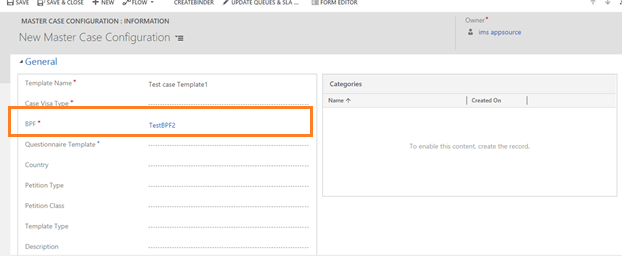 SAVE SAVE & CLOSE + NEW FLOW CREATEBINDER UPDATE QUEUES & SLA ... FORM EDITOR
MASTER CASE CONFIGURATION : INFORMATION
New Master Case Configuration
Owner*
ims appsource
General
Template Name * Test case Template1
Case Visa Type *
BPF * TestBPF2
Questionnaire Template *
Country
Petition Type
Petition Class
Template Type
Description
Categories
Name ↑ Created On
To enable this content, create the record.